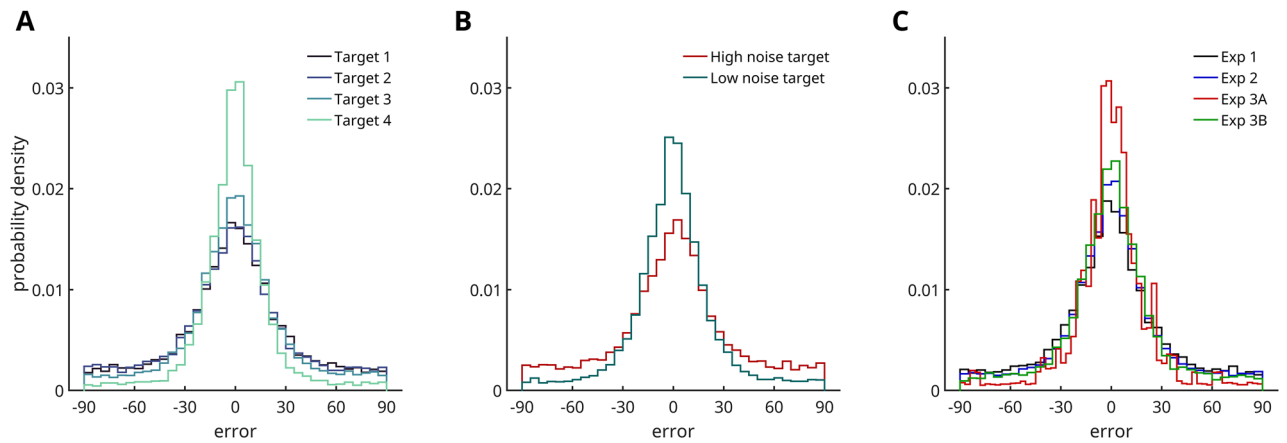 A
B
C
Target 1
Target 2
Target 3
Target 4
High noise target
Low noise target
Exp 1
Exp 2
Exp 3A
Exp 3B
probability density
0.03
0.02
0.01
0
-90 -60 -30 0 30 60 90
error
0.03
0.02
0.01
0
-90 -60 -30 0 30 60 90
error
0.03
0.02
0.01
0
-90 -60 -30 0 30 60 90
error